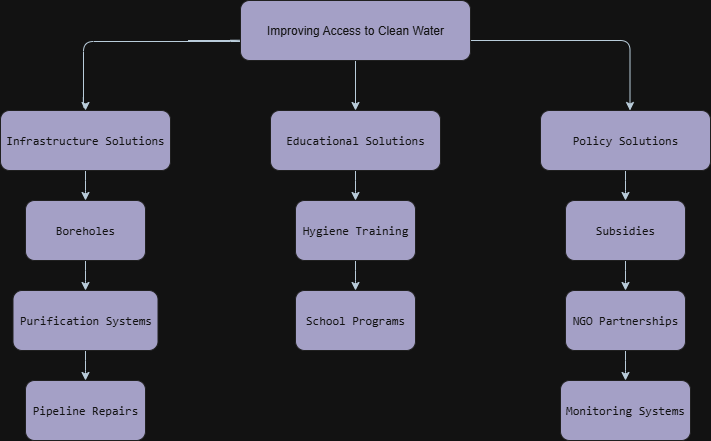 Improving Access to Clean Water
Infrastructure Solutions
Educational Solutions
Policy Solutions
Boreholes
Hygiene Training
Subsidies
Purification Systems
School Programs
NGO Partnerships
Pipeline Repairs
Monitoring Systems